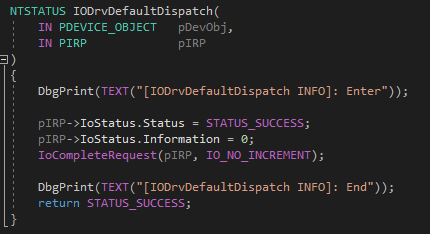 NTSTATUS IODrvDefaultDispatch(
    IN PDEVICE_OBJECT   pDevObj,
    IN PIRP             pIRP
)
{
    DbgPrint(TEXT("[IODrvDefaultDispatch INFO]: Enter"));

    pIRP->IoStatus.Status = STATUS_SUCCESS;
    pIRP->IoStatus.Information = 0;
    IoCompleteRequest(pIRP, IO_NO_INCREMENT);

    DbgPrint(TEXT("[IODrvDefaultDispatch INFO]: End"));
    return STATUS_SUCCESS;
}